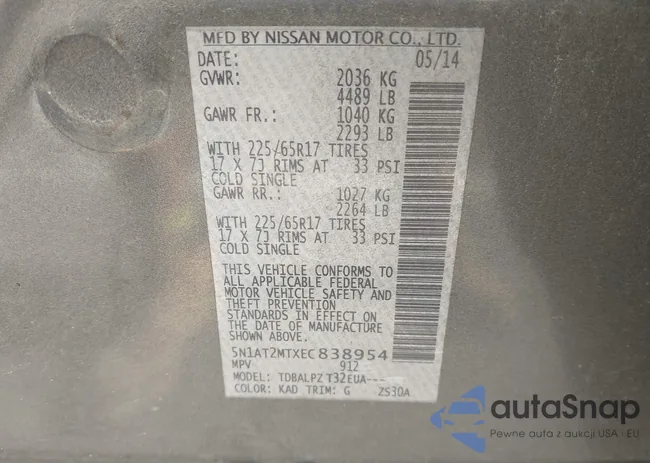 MFD BY NISSAN MOTOR CO., LTD.
DATE: 05/14
GVWR: 2036 KG
4489 LB
GAWR FR.: 1040 KG
2293 LB
WITH 225/65R17 TIRES
17 X 7J RIMS AT 33 PSI
COLD SINGLE
GAWR RR.: 1027 KG
2264 LB
WITH 225/65R17 TIRES
17 X 7J RIMS AT 33 PSI
COLD SINGLE
THIS VEHICLE CONFORMS TO
ALL APPLICABLE FEDERAL
MOTOR VEHICLE SAFETY AND
THEFT PREVENTION
STANDARDS IN EFFECT ON
THE DATE OF MANUFACTURE
SHOWN ABOVE.
5N1AT2MTXEC838954
MPV 912
MODEL: TDBALPZ T32EUA---
COLOR: KAD TRIM: G ZS30A
autoSnap
Pewne auta z aukcji USA i EU